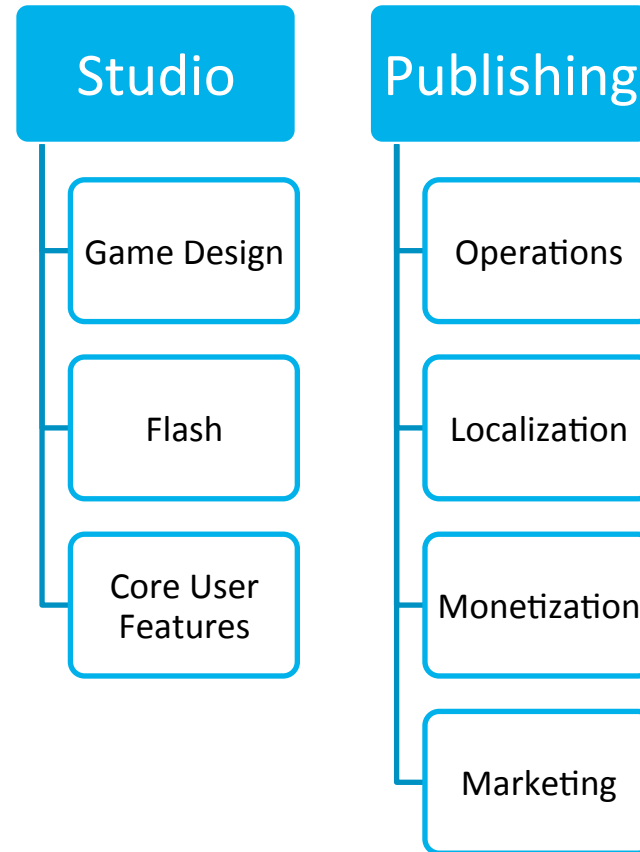 Studio
Game Design
Flash
Core User
Features
Publishing
Operations
Localization
Monetization
Marketing